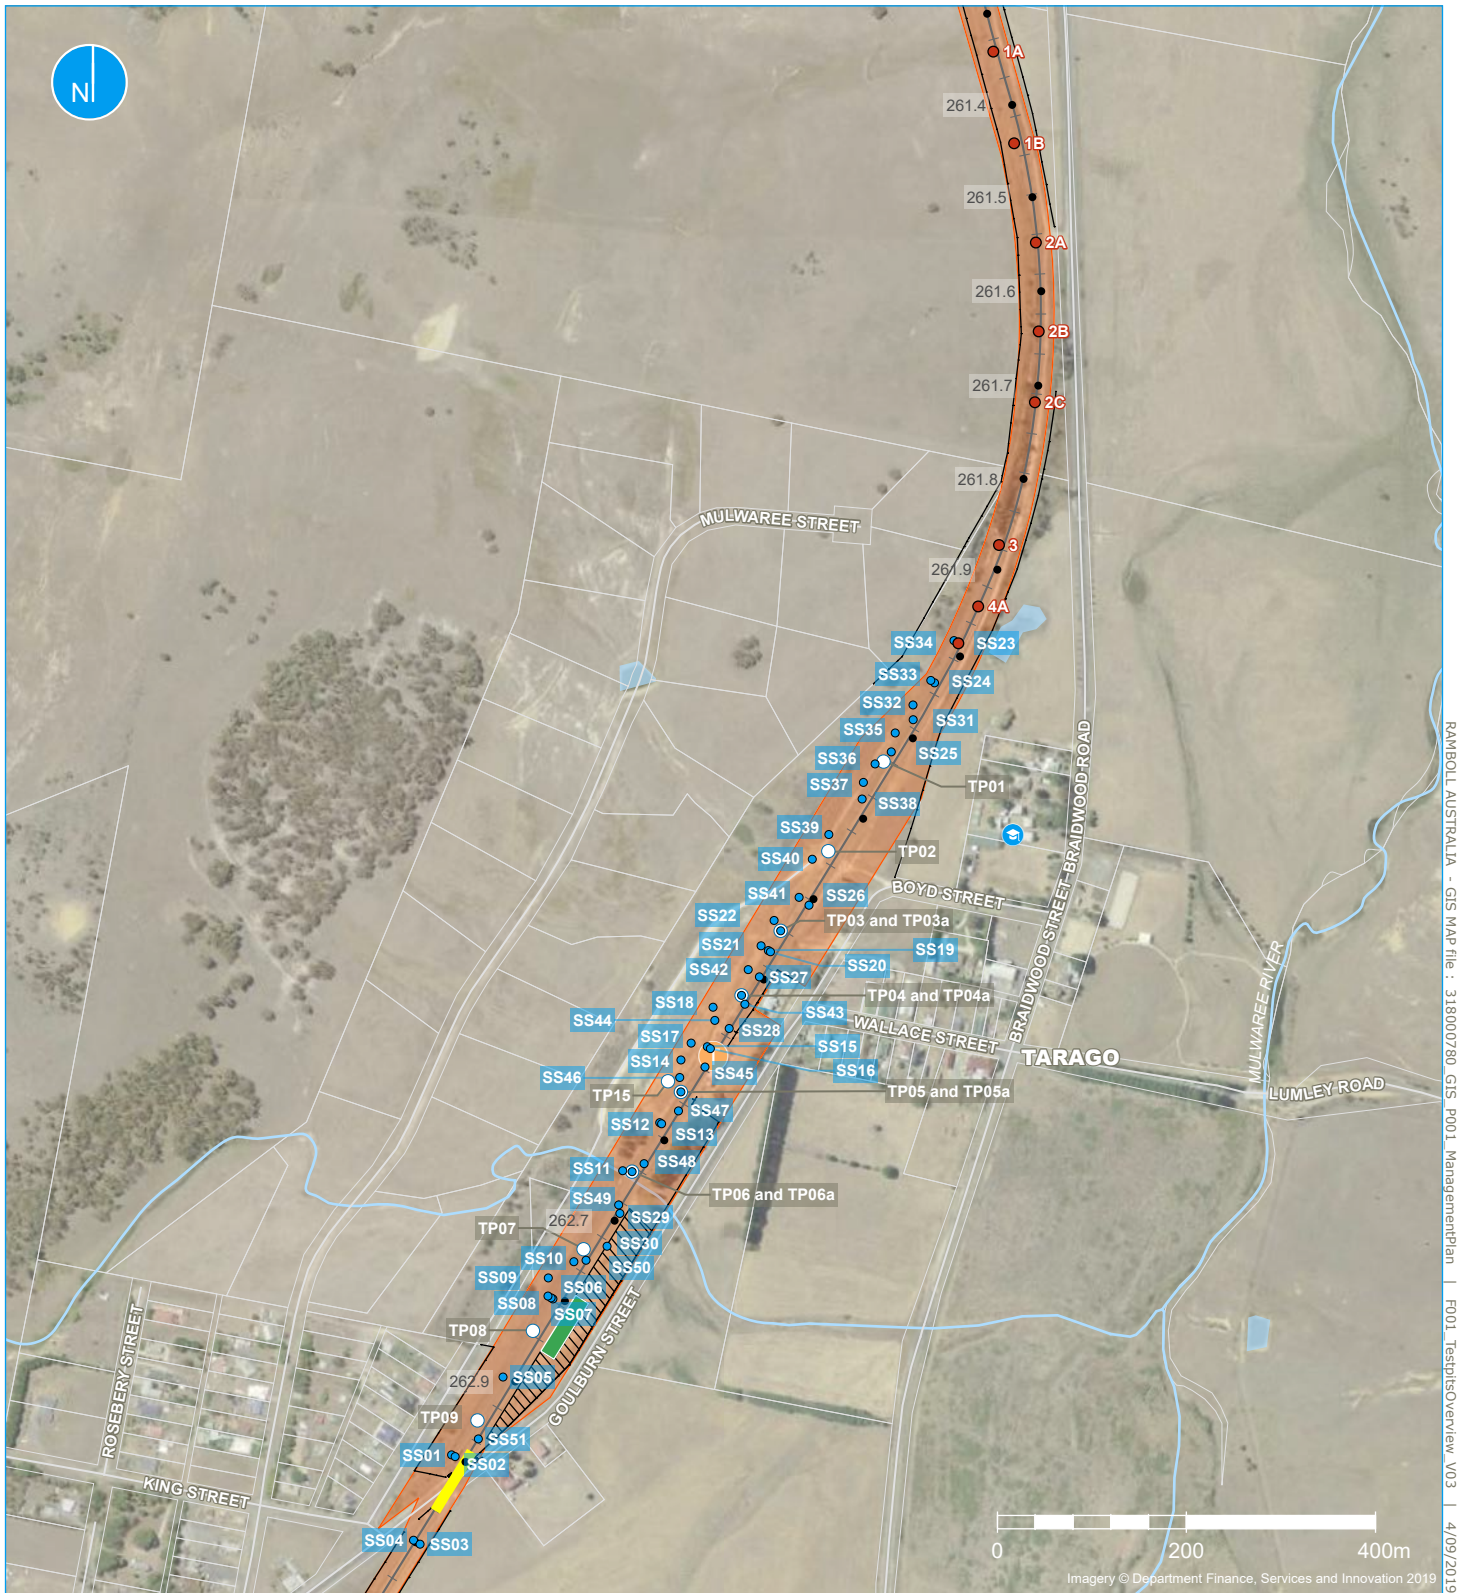 N
1A
261.4
1B
261.5
2A
261.6
2B
261.7
2C
261.8
MULWAREE STREET
3
261.9
4A
SS34
SS23
SS33
SS24
SS32
SS31
SS35
SS25
SS36
TP01
SS37
SS38
SS39
TP02
SS40
BOYD STREET
SS41
SS26
SS22
TP03 and TP03a
SS21
SS19
SS42
SS20
SS27
TP04 and TP04a
SS18
SS43
SS44
SS28
WALLACE STREET
SS17
SS15
SS14
SS16
SS45
SS46
TP15
TP05 and TP05a
SS47
SS12
SS13
SS48
SS11
TP06 and TP06a
SS49
262.7
SS29
TP07
SS30
SS10
SS50
SS09
SS06
SS08
SS07
TP08
262.9
SS05
TP09
SS51
SS01
SS02
SS04
SS03
GOULBURN STREET
ROSEBERY STREET
KING STREET
BRAIDWOOD STREET-BRAIDWOOD ROAD
TARAGO
MULWAREE RIVER
LUMLEY ROAD
0 200 400m
Imagery © Department Finance, Services and Innovation 2019
RAMBOLL AUSTRALIA - GIS MAP file : 318000780_GIS_P001_ManagementPlan | F001_TestpitsOverview_V03 | 4/09/2019